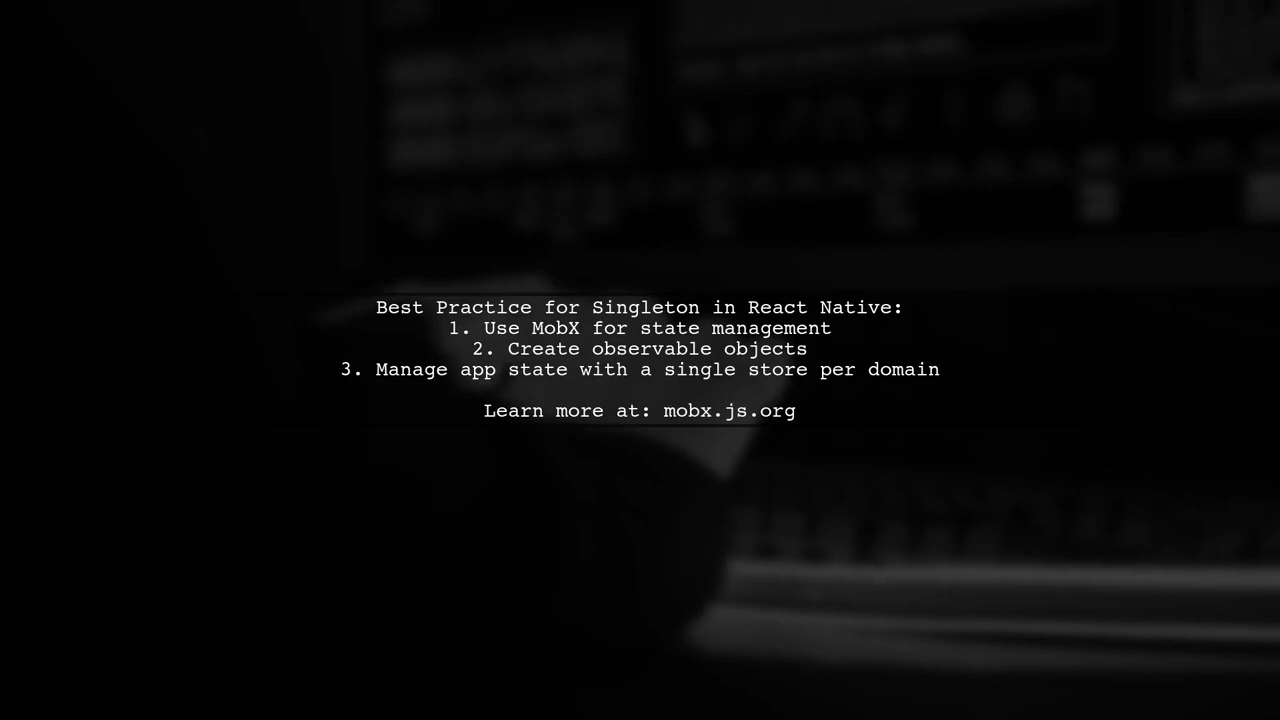 Best Practice for Singleton in React Native:
1. Use MobX for state management
2. Create observable objects
3. Manage app state with a single store per domain
Learn more at: mobx.js.org